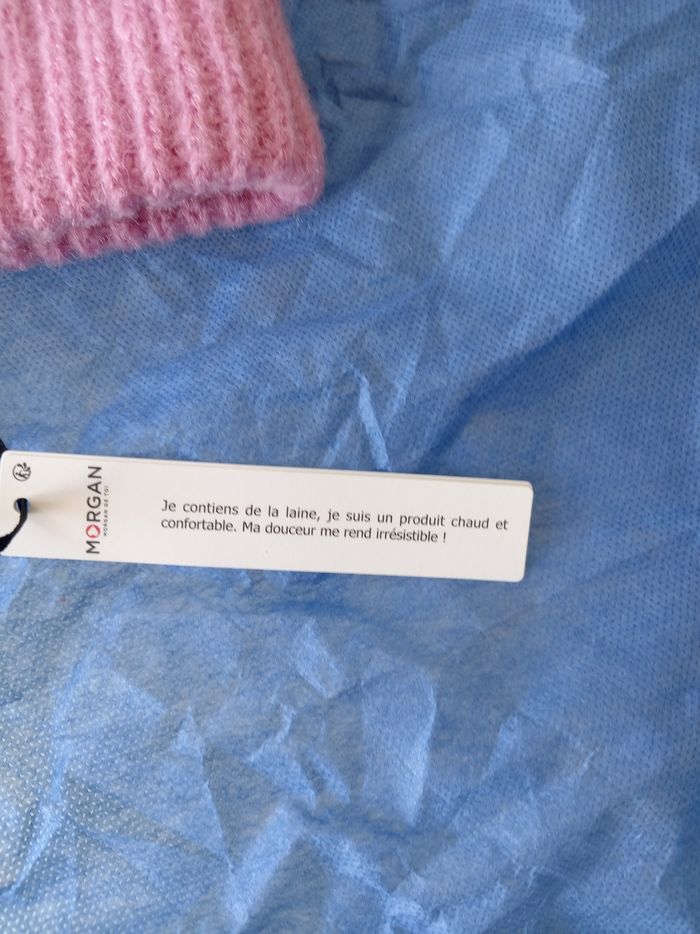 MORGAN
MORGAN DE TOI
Je contiens de la laine, je suis un produit chaud et
confortable. Ma douceur me rend irrésistible !